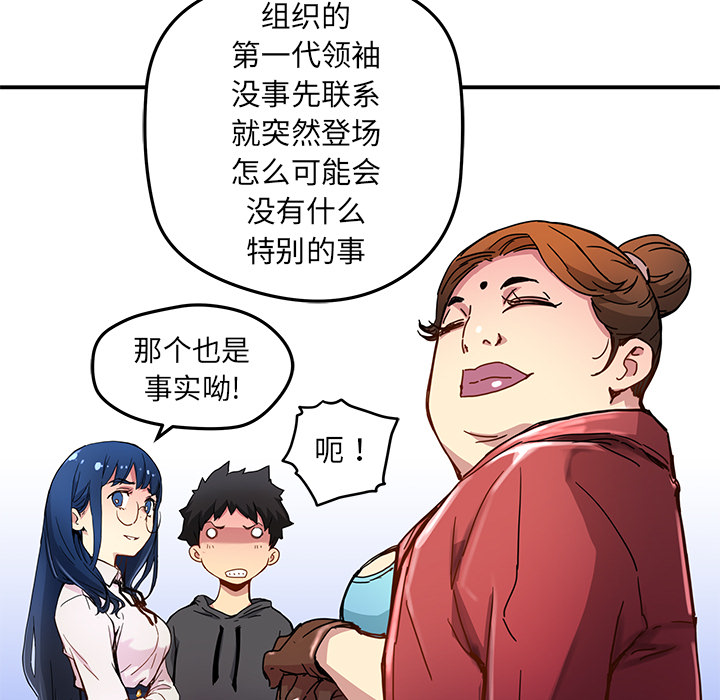 组织的
第一代领袖
没事先联系
就突然登场
怎么可能会
没有什么
特别的事
那个也是
事实呦!
呃！